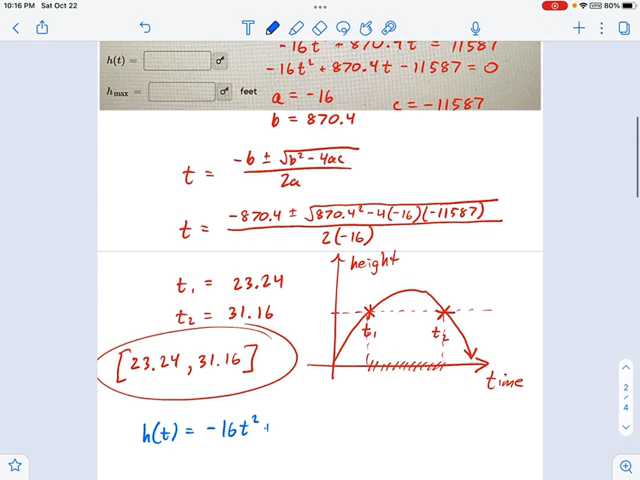 10:16 PM Sat Oct 22
80%
-16t² + 870.4t = 11587
h(t) =
-16t² + 870.4t - 11587 = 0
h max =
feet
a = -16
c = -11587
b = 870.4
t = (-b ± √(b² - 4ac)) / 2a
t = (-870.4 ± √(870.4² - 4(-16)(-11587))) / 2(-16)
height
t₁ = 23.24
t₂ = 31.16
t₁ t₂
[23.24, 31.16]
time
h(t) = -16t² +
2
/
4